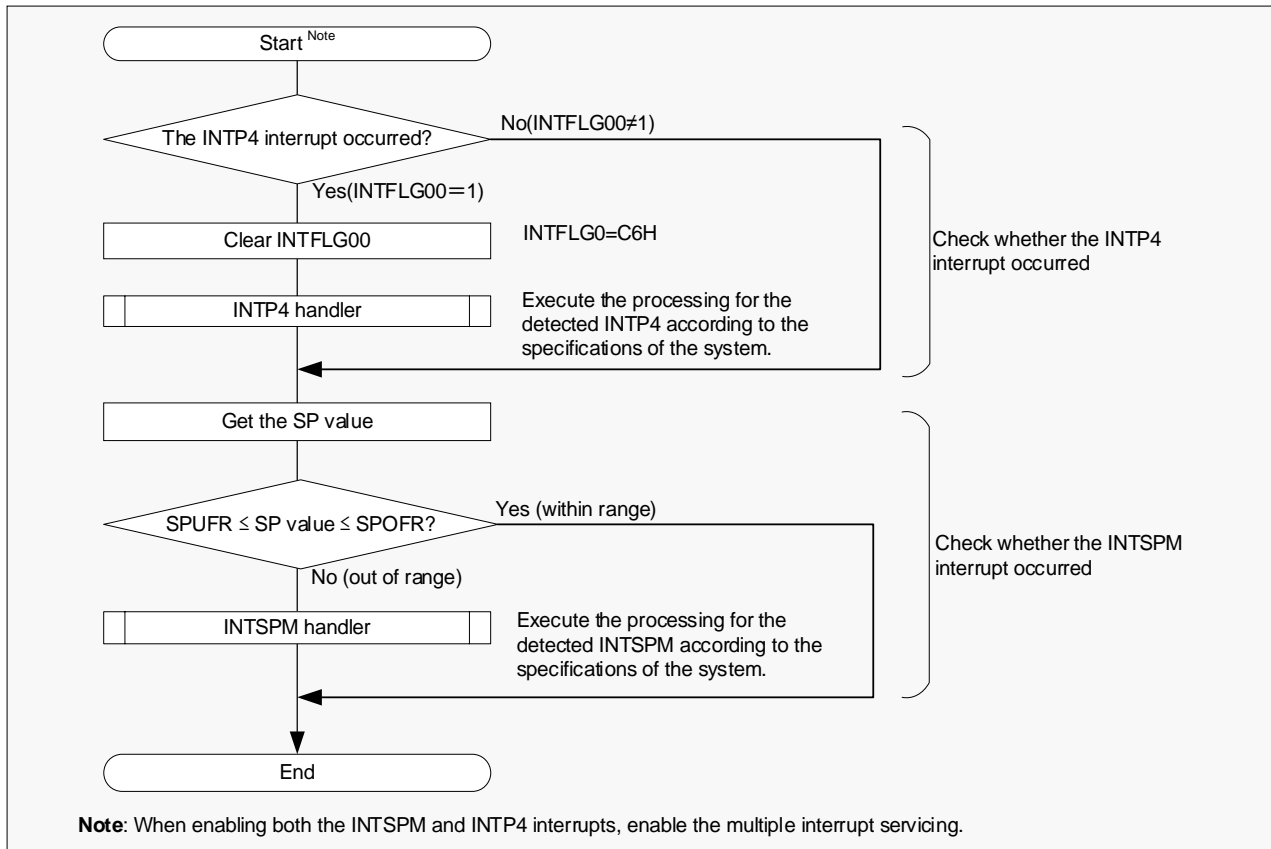 Start Note
The INTP4 interrupt occurred?
No(INTFLG00≠1)
Yes(INTFLG00＝1)
Clear INTFLG00
INTFLG0=C6H
Check whether the INTP4
interrupt occurred
INTP4 handler
Execute the processing for the
detected INTP4 according to the
specifications of the system.
Get the SP value
SPUFR ≤ SP value ≤ SPOFR?
Yes (within range)
No (out of range)
Check whether the INTSPM
interrupt occurred
INTSPM handler
Execute the processing for the
detected INTSPM according to the
specifications of the system.
End
Note: When enabling both the INTSPM and INTP4 interrupts, enable the multiple interrupt servicing.